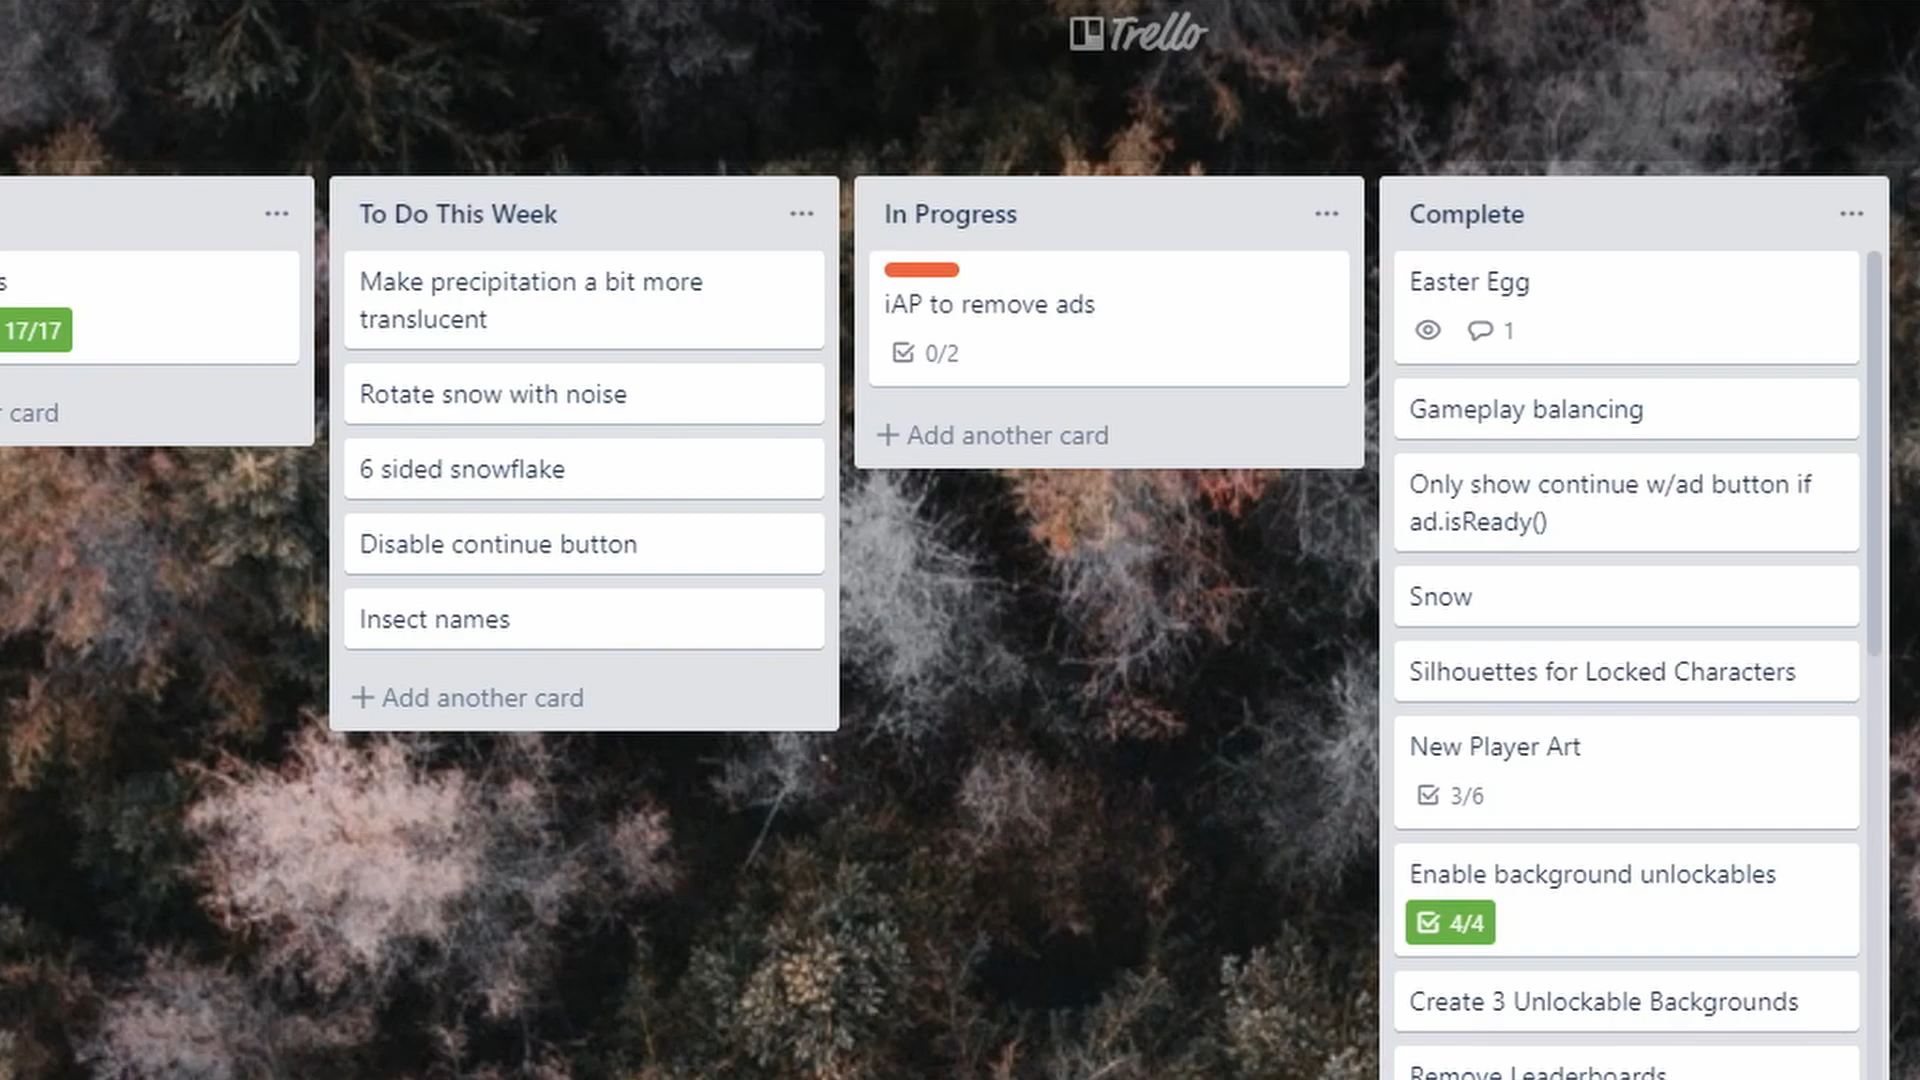 Trello
s
17/17
card
To Do This Week
Make precipitation a bit more
translucent
Rotate snow with noise
6 sided snowflake
Disable continue button
Insect names
+ Add another card
In Progress
iAP to remove ads
0/2
+ Add another card
Complete
Easter Egg
1
Gameplay balancing
Only show continue w/ad button if
ad.isReady()
Snow
Silhouettes for Locked Characters
New Player Art
3/6
Enable background unlockables
4/4
Create 3 Unlockable Backgrounds
Remove Leaderboards